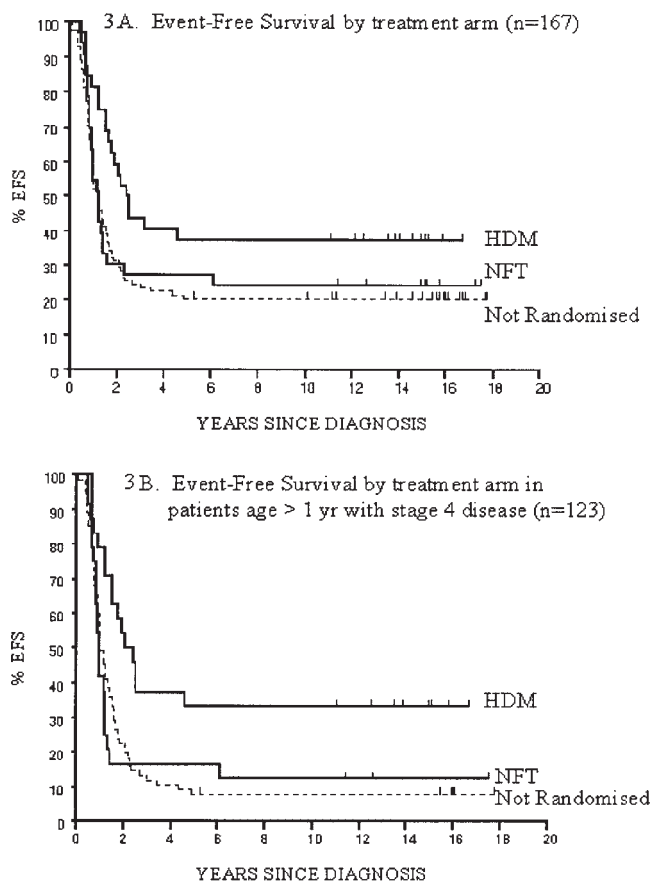 3A. Event-Free Survival by treatment arm (n=167)
100
90
80
70
60
50
40
30
20
10
0
% EFS
HDM
NFT
Not Randomised
0 2 4 6 8 10 12 14 16 18 20
YEARS SINCE DIAGNOSIS
3B. Event-Free Survival by treatment arm in
patients age > 1 yr with stage 4 disease (n=123)
100
90
80
70
60
50
40
30
20
10
0
% EFS
HDM
NFT
Not Randomised
0 2 4 6 8 10 12 14 16 18 20
YEARS SINCE DIAGNOSIS